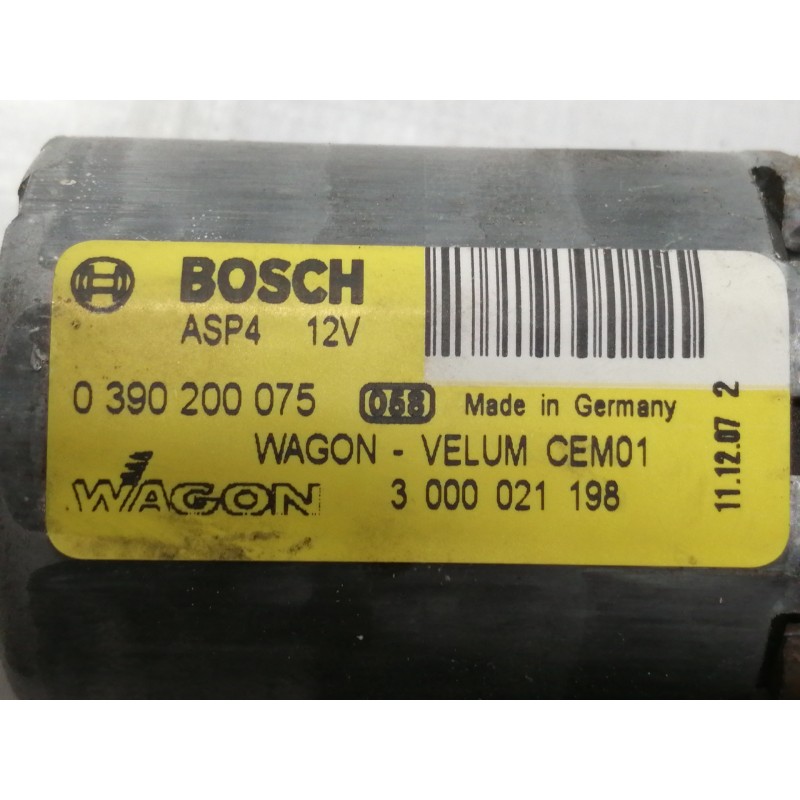 BOSCH
ASP4 12V
0 390 200 075 068 Made in Germany
WAGON - VELUM CEM01
WAGON 3 000 021 198
11.12.07 2